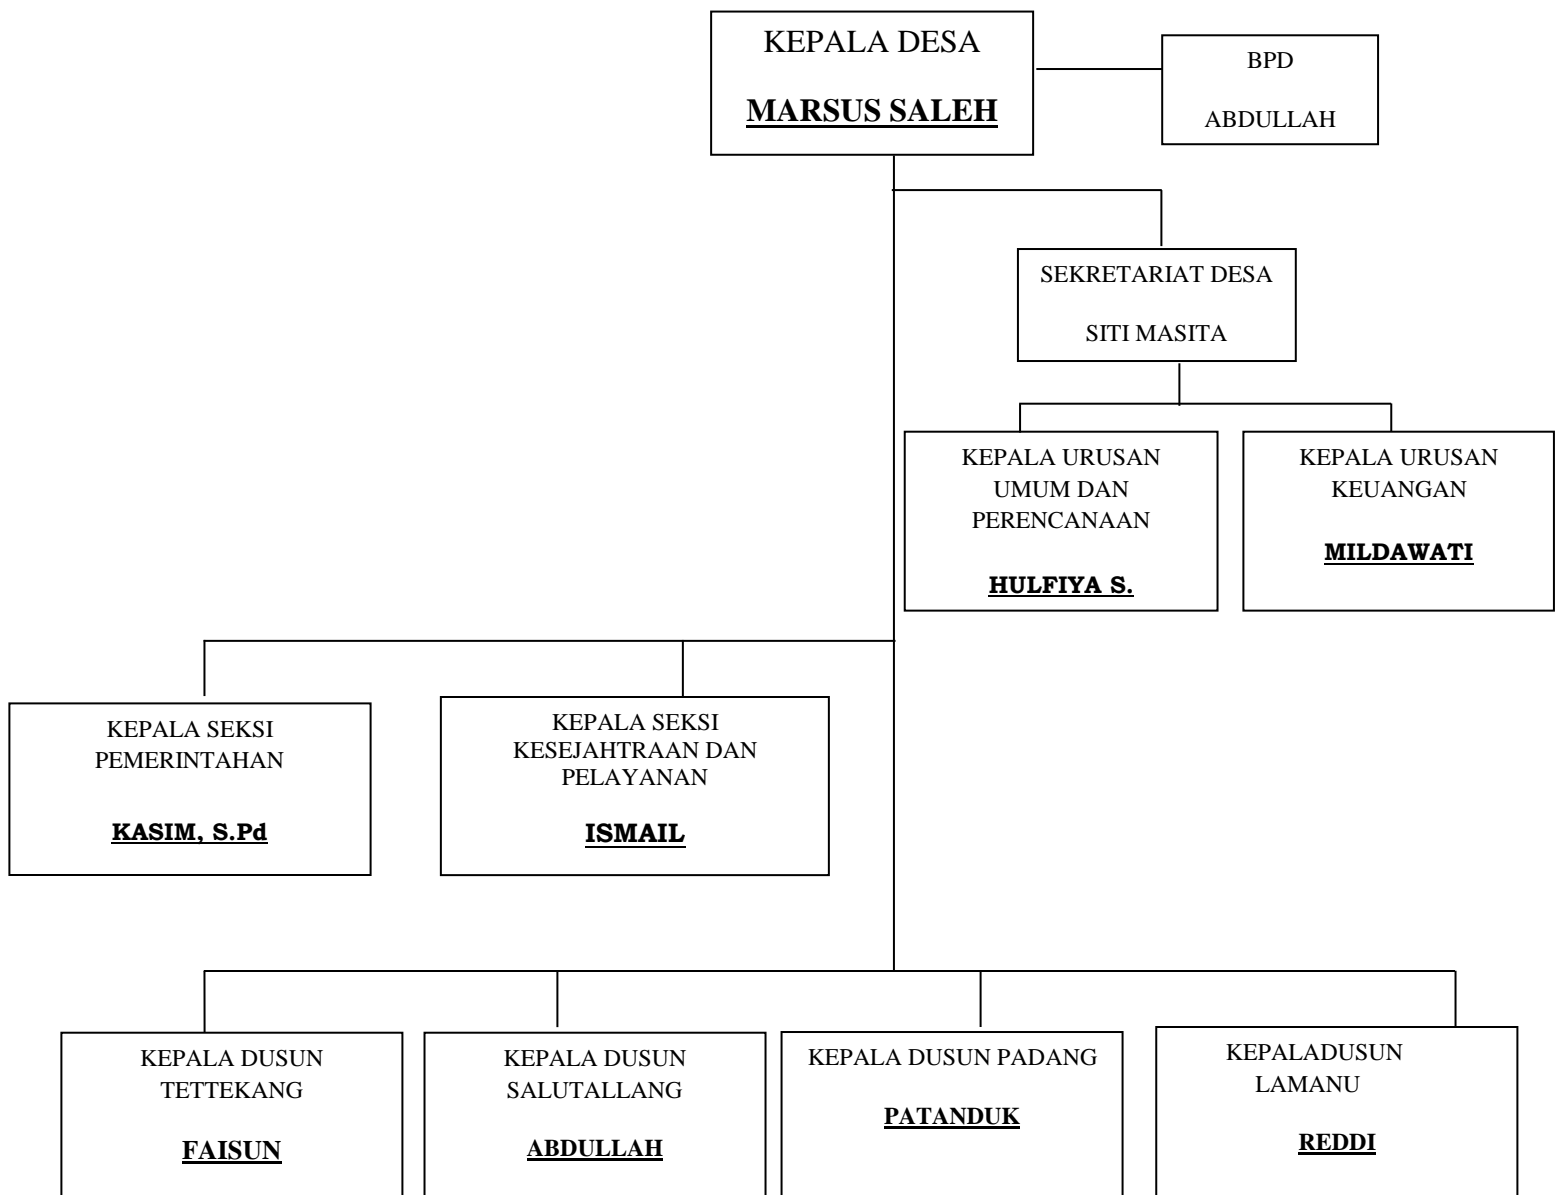 KEPALA DESA
MARSUS SALEH
BPD
ABDULLAH
SEKRETARIAT DESA
SITI MASITA
KEPALA URUSAN
UMUM DAN
PERENCANAAN
HULFIYA S.
KEPALA URUSAN
KEUANGAN
MILDAWATI
KEPALA SEKSI
PEMERINTAHAN
KASIM, S.Pd
KEPALA SEKSI
KESEJAHTRAAN DAN
PELAYANAN
ISMAIL
KEPALA DUSUN
TETTEKANG
FAISUN
KEPALA DUSUN
SALUTALLANG
ABDULLAH
KEPALA DUSUN PADANG
PATANDUK
KEPALADUSUN
LAMANU
REDDI